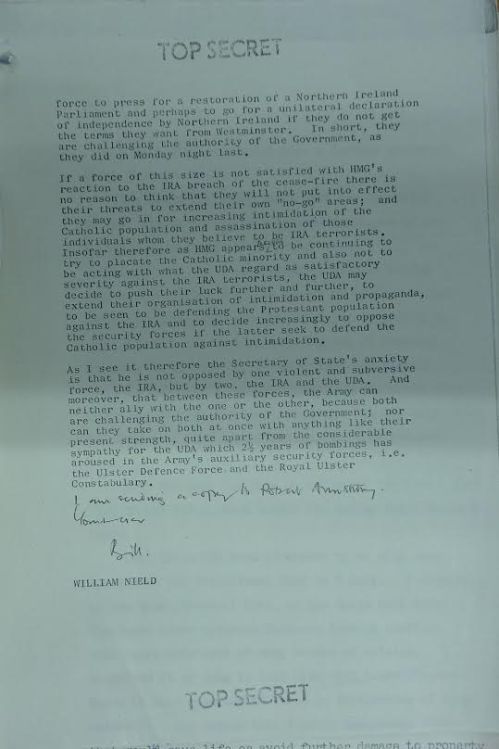 TOP SECRET
force to press for a restoration of a Northern Ireland
Parliament and perhaps to go for a unilateral declaration
of independence by Northern Ireland if they do not get
the terms they want from Westminster. In short, they
are challenging the authority of the Government, as
they did on Monday night last.
If a force of this size is not satisfied with HMG's
reaction to the IRA breach of the cease-fire there is
no reason to think that they will not put into effect
their threats to extend their own "no-go" areas; and
they may go in for increasing intimidation of the
Catholic population and assassination of those
individuals whom they believe to be IRA terrorists.
Insofar therefore as HMG appears to be continuing to
try to placate the Catholic minority and also not to
be acting with what the UDA regard as satisfactory
severity against the IRA terrorists, the UDA may
decide to push their luck further and further, to
extend their organisation of intimidation and propaganda,
to be seen to be defending the Protestant population
against the IRA and to decide increasingly to oppose
the security forces if the latter seek to defend the
Catholic population against intimidation.
As I see it therefore the Secretary of State's anxiety
is that he is not opposed by one violent and subversive
force, the IRA, but by two, the IRA and the UDA. And
moreover, that between these forces, the Army can
neither ally with the one or the other, because both
are challenging the authority of the Government; nor
can they take on both at once with anything like their
present strength, quite apart from the considerable
sympathy for the UDA which 2½ years of bombings has
aroused in the Army's auxiliary security forces, i.e.
the Ulster Defence Force and the Royal Ulster
Constabulary.
I am sending a copy to Robert Armstrong.
Yours ever
Bill.
WILLIAM NIELD
TOP SECRET
life or avoid further damage to property